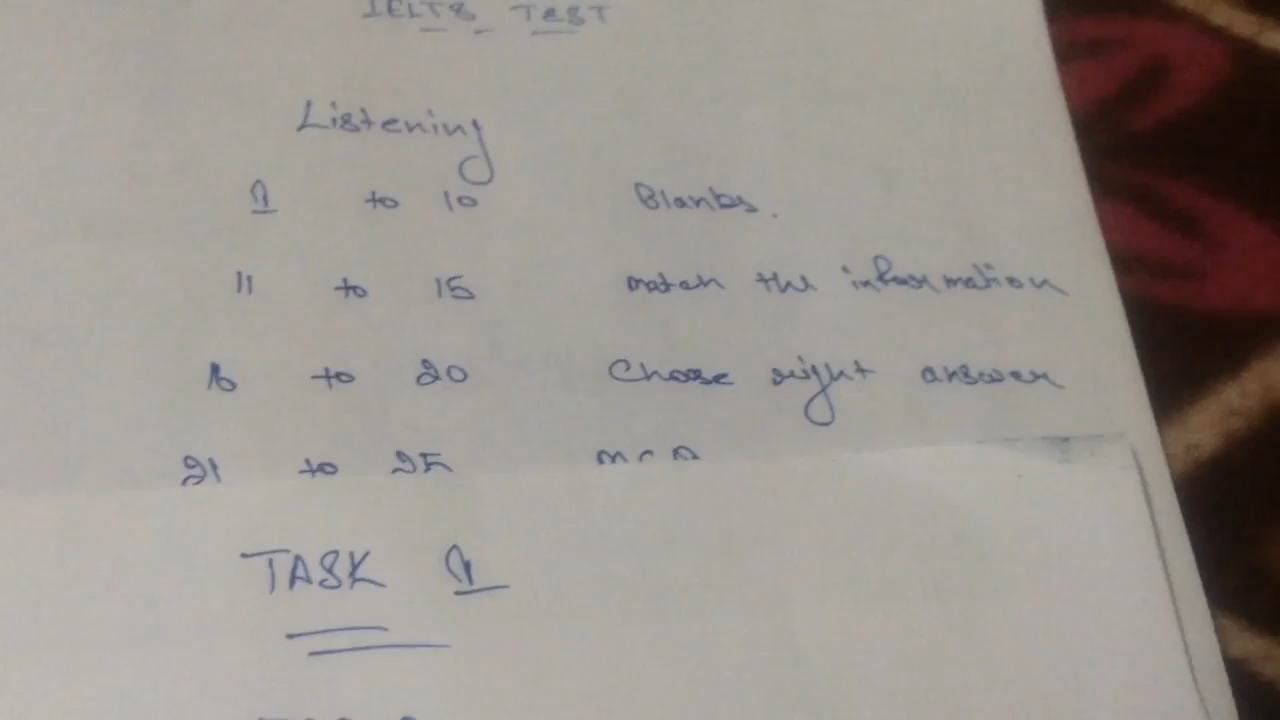 IELTS TEST
Listening
1 to 10 Blanks.
11 to 15 match the information
16 to 20 Chose right answer
21 to 25
TASK 1